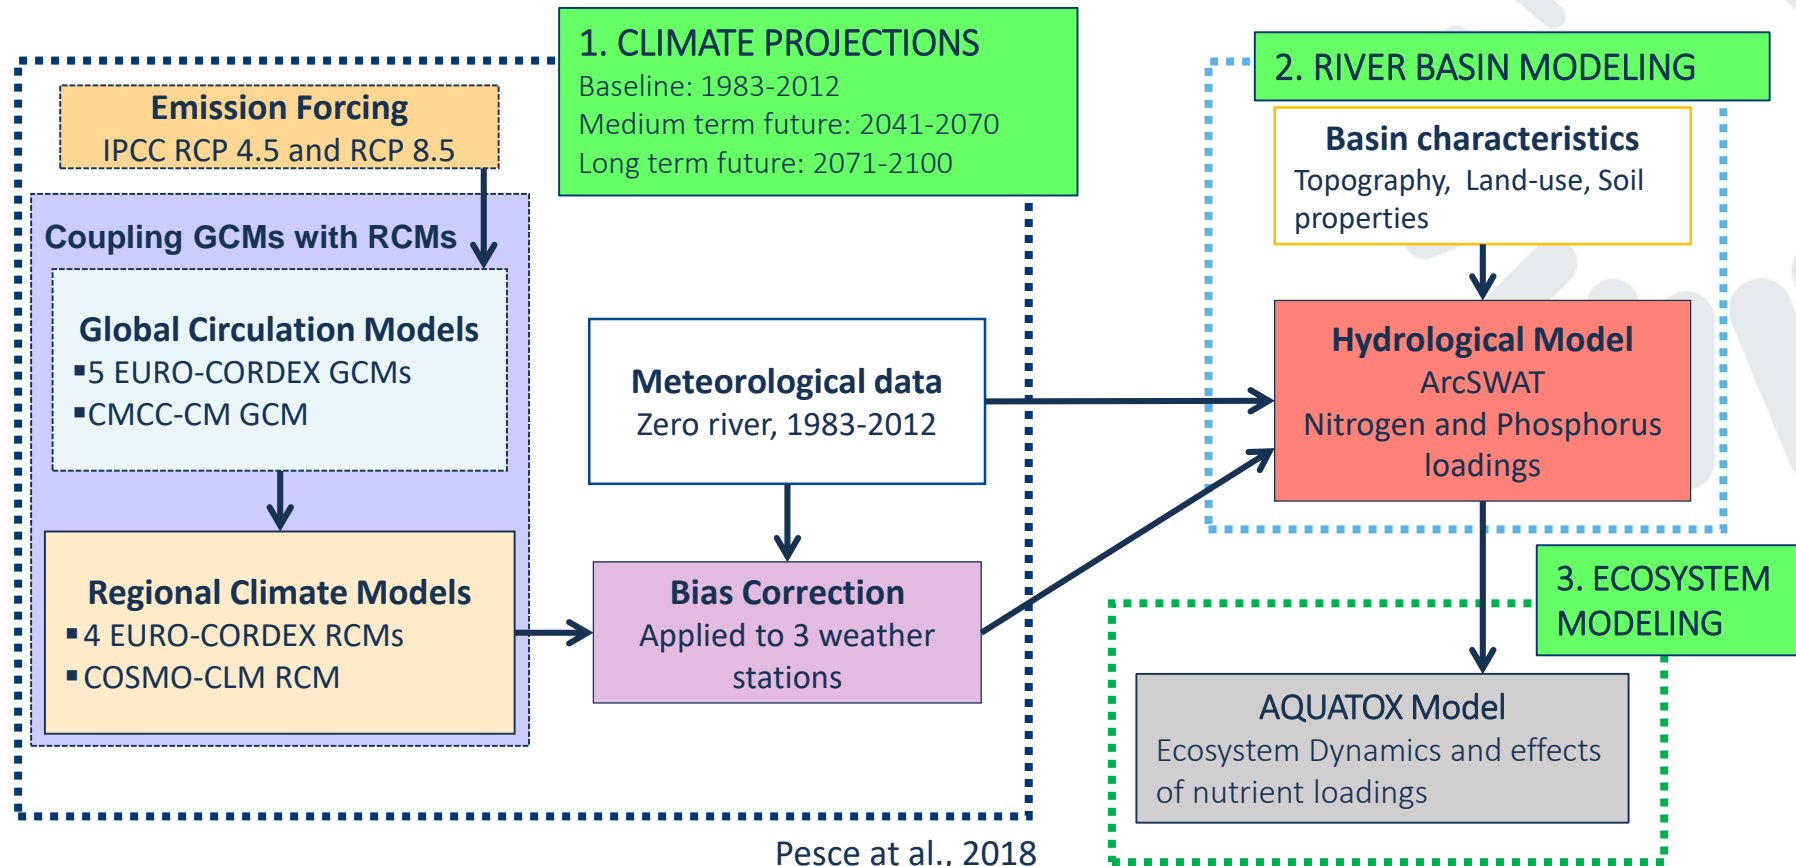 1. CLIMATE PROJECTIONS
Baseline: 1983-2012
Medium term future: 2041-2070
Long term future: 2071-2100
Emission Forcing
IPCC RCP 4.5 and RCP 8.5
Coupling GCMs with RCMs
Global Circulation Models
▪5 EURO-CORDEX GCMs
▪CMCC-CM GCM
Regional Climate Models
▪4 EURO-CORDEX RCMs
▪COSMO-CLM RCM
Meteorological data
Zero river, 1983-2012
Bias Correction
Applied to 3 weather
stations
2. RIVER BASIN MODELING
Basin characteristics
Topography, Land-use, Soil
properties
Hydrological Model
ArcSWAT
Nitrogen and Phosphorus
loadings
3. ECOSYSTEM
MODELING
AQUATOX Model
Ecosystem Dynamics and effects
of nutrient loadings
Pesce at al., 2018